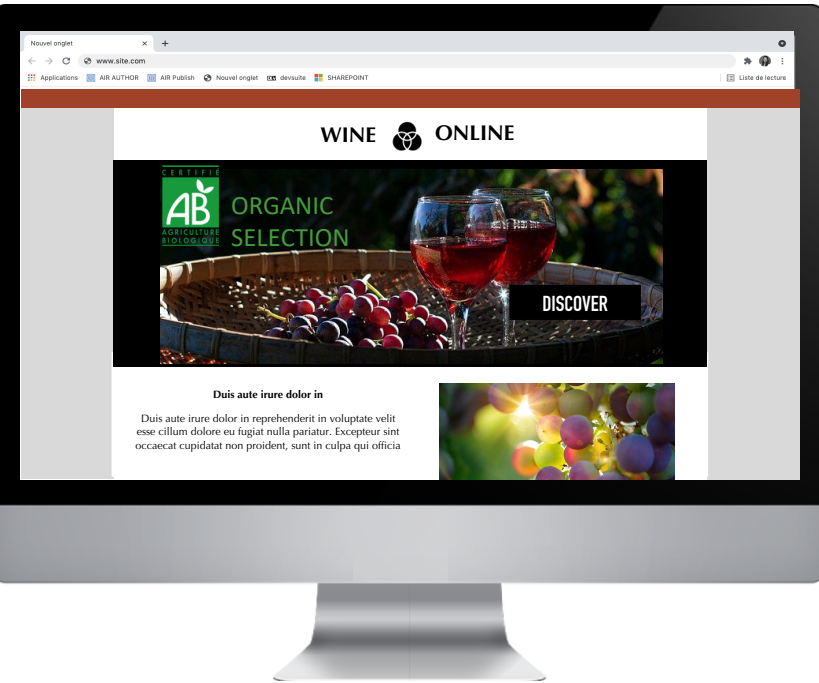 Nouvel onglet
www.site.com
Applications AIR AUTHOR AIR Publish Nouvel onglet devsuite SHAREPOINT Liste de lecture
WINE ONLINE
CERTIFIÉ
AB
AGRICULTURE
BIOLOGIQUE
ORGANIC
SELECTION
DISCOVER
Duis aute irure dolor in
Duis aute irure dolor in reprehenderit in voluptate velit
esse cillum dolore eu fugiat nulla pariatur. Excepteur sint
occaecat cupidatat non proident, sunt in culpa qui officia